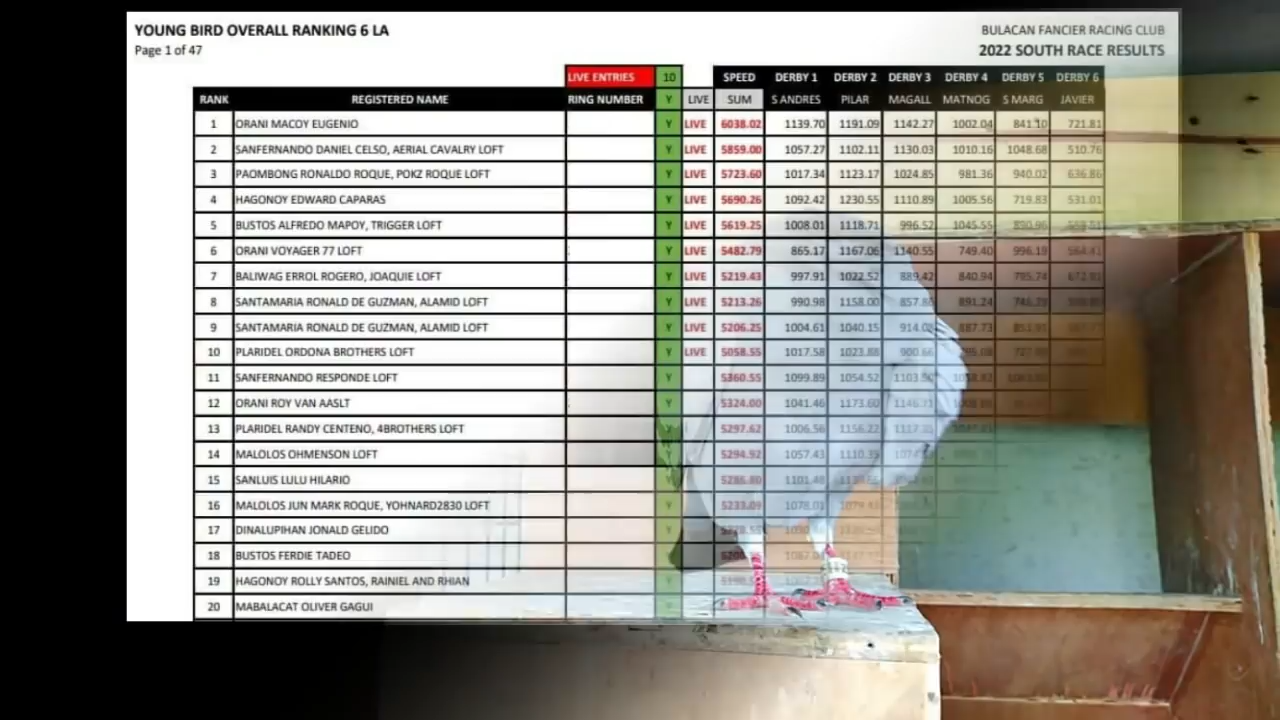 YOUNG BIRD OVERALL RANKING 6 LA BULACAN FANCIER RACING CLUB
Page 1 of 47 2022 SOUTH RACE RESULTS
LIVE ENTRIES 10 SPEED DERBY 1 DERBY 2 DERBY 3 DERBY 4 DERBY 5 DERBY 6
RANK REGISTERED NAME RING NUMBER Y LIVE SUM S ANDRES PILAR MAGALL MATNOG S MARG JAVIER
1 ORANI MACOY EUGENIO Y LIVE 6038.02 1139.70 1191.09 1142.27 1002.04 841.10 721.81
2 SANFERNANDO DANIEL CELSO, AERIAL CAVALRY LOFT Y LIVE 5859.00 1057.27 1102.11 1130.03 1010.16 1048.68 510.76
3 PAOMBONG RONALDO ROQUE, POKZ ROQUE LOFT Y LIVE 5723.60 1017.34 1123.17 1024.85 981.36 940.02 636.86
4 HAGONOY EDWARD CAPARAS Y LIVE 5690.26 1092.42 1230.55 1110.89 1005.56 719.83 531.01
5 BUSTOS ALFREDO MAPOY, TRIGGER LOFT Y LIVE 5619.25 1008.01 1118.71 996.52 1045.55
6 ORANI VOYAGER 77 LOFT Y LIVE 5482.79 865.17 1167.06 1140.55 749.40 996.19 564.41
7 BALIWAG ERROL ROGERO, JOAQUIE LOFT Y LIVE 5219.43 997.91 1022.52 889.42 840.94
8 SANTAMARIA RONALD DE GUZMAN, ALAMID LOFT Y LIVE 5213.26 990.98 1158.00 857.86 891.24
9 SANTAMARIA RONALD DE GUZMAN, ALAMID LOFT Y LIVE 5206.25 1004.61 1040.15 914.08 887.73
10 PLARIDEL ORDONA BROTHERS LOFT Y LIVE 5058.55 1017.58 1023.88 900.66
11 SANFERNANDO RESPONDE LOFT Y 5360.55 1099.89 1054.52
12 ORANI ROY VAN AASLT Y 5324.00 1041.46 1173.60
13 PLARIDEL RANDY CENTENO, 4BROTHERS LOFT Y 5297.62 1006.56 1156.22
14 MALOLOS OHMENSON LOFT Y 5294.92 1057.43 1110.35
15 SANLUIS LULU HILARIO Y 5286.80 1101.48
16 MALOLOS JUN MARK ROQUE, YOHNARD2830 LOFT Y 5233.09 1078.01
17 DINALUPIHAN JONALD GELIDO Y
18 BUSTOS FERDIE TADEO Y
19 HAGONOY ROLLY SANTOS, RAINIEL AND RHIAN
20 MABALACAT OLIVER GAGUI